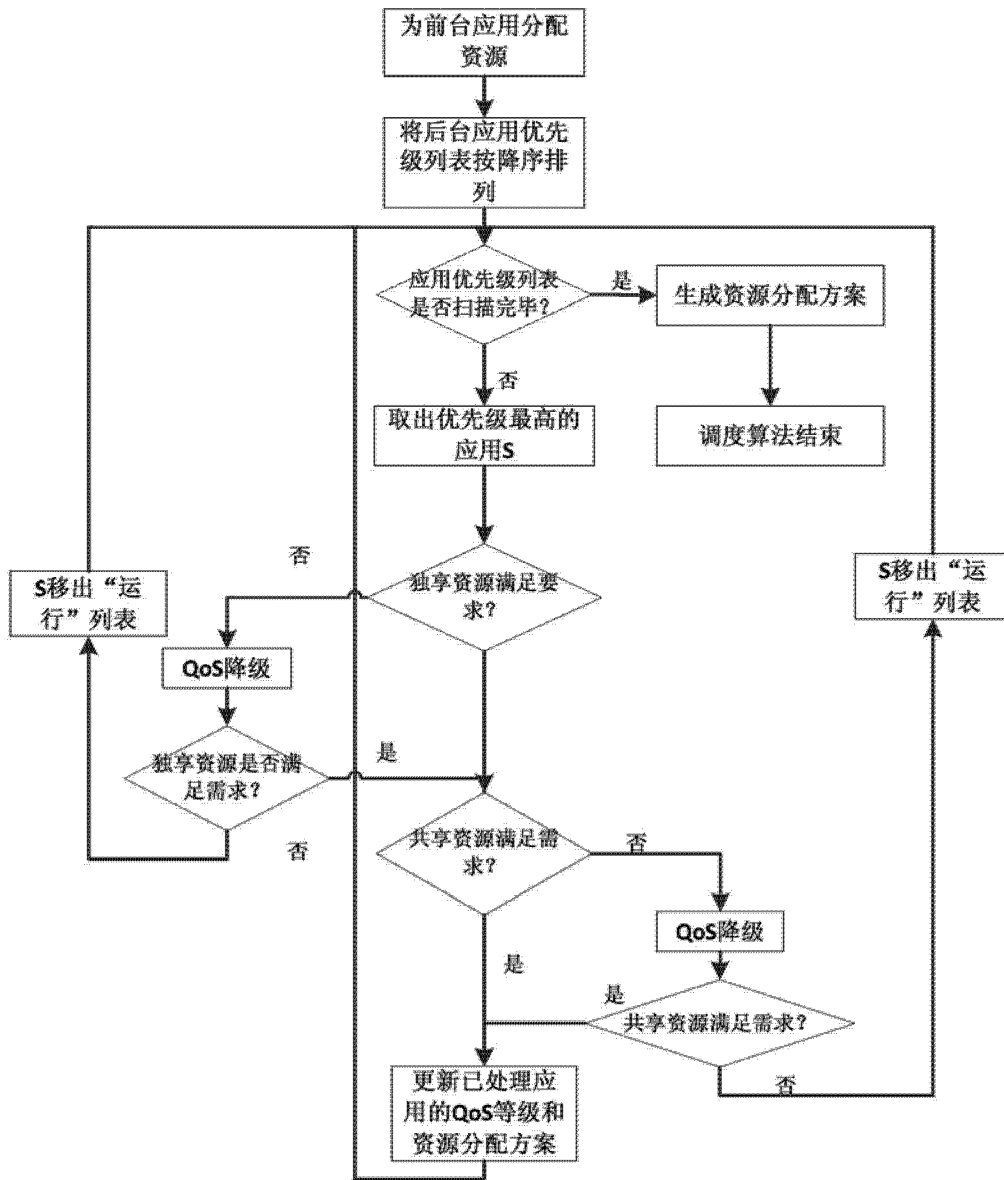 为前台应用分配
资源
将后台应用优先
级列表按降序排
列
应用优先级列表
是否扫描完毕?
是
生成资源分配方案
否
取出优先级最高的
应用S
调度算法结束
否
独享资源满足要
求?
S移出“运
行”列表
S移出“运
行”列表
QoS降级
独享资源是否满
足需求?
是
否
共享资源满足需
求?
否
QoS降级
是
是
共享资源满足需求?
否
更新已处理应
用的QoS等级和
资源分配方案